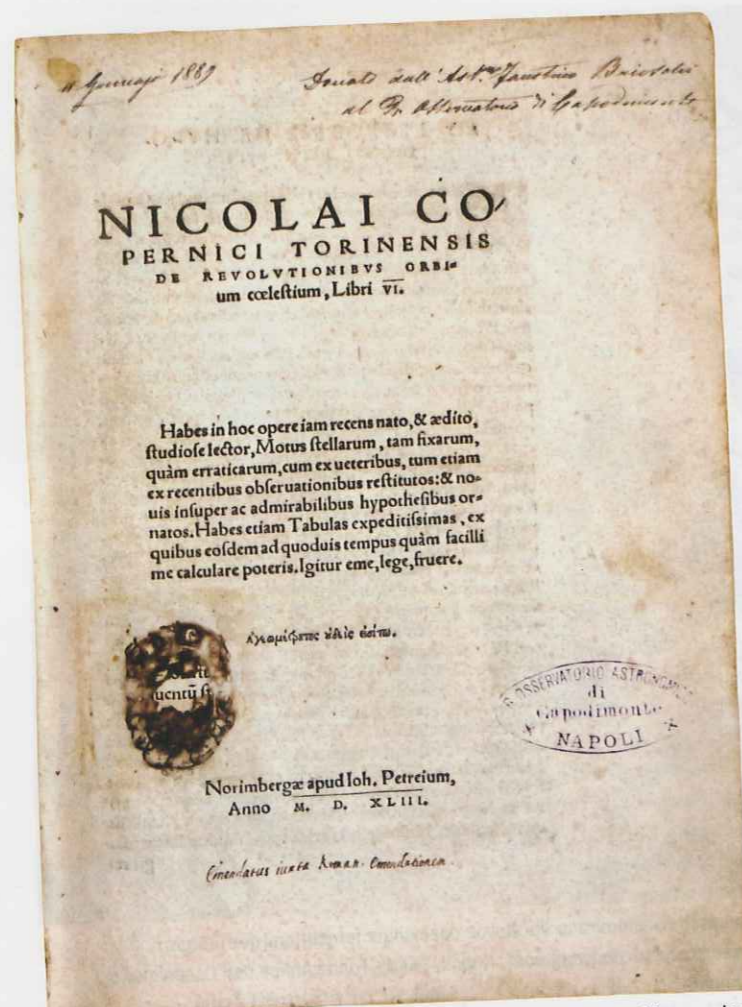 Gennajo 1889
Donato dall' Ast.mo Faustino
al R. Osservatorio di Capodimonte
NICOLAI CO-
PERNICI TORINENSIS
DE REVOLVTIONIBVS ORBI-
um cœleſtium, Libri VI.
Habes in hoc opere iam recens nato, & ædito,
ſtudioſe lector, Motus ſtellarum, tam fixarum,
quàm erraticarum, cum ex ueteribus, tum etiam
ex recentibus obſeruationibus reſtitutos: & no-
uis inſuper ac admirabilibus hypotheſibus or-
natos. Habes etiam Tabulas expeditiſsimas, ex
quibus eoſdem ad quoduis tempus quàm facilli
me calculare poteris. Igitur eme, lege, fruere.
Ἀγεωμέτρητος οὐδεὶς εἰσίτω.
Norimbergæ apud Ioh. Petreium,
Anno M. D. XLIII.
R. OSSERVATORIO ASTRONOMICO
di
Capodimonte
NAPOLI
Emendatus iuxta Roman. Emendationem.